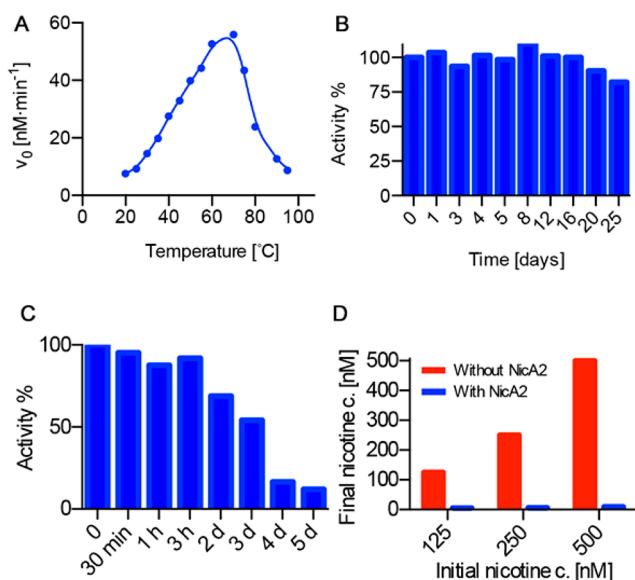 A
v0 [nM·min⁻¹]
60
40
20
0
0 20 40 60 80 100
Temperature [°C]
B
Activity %
100
75
50
25
0
0 1 3 4 5 8 12 16 20 25
Time [days]
C
Activity %
100
50
0
0 30 min 1 h 3 h 2 d 3 d 4 d 5 d
D
Final nicotine c. [nM]
500
400
300
200
100
0
Without NicA2
With NicA2
125 250 500
Initial nicotine c. [nM]